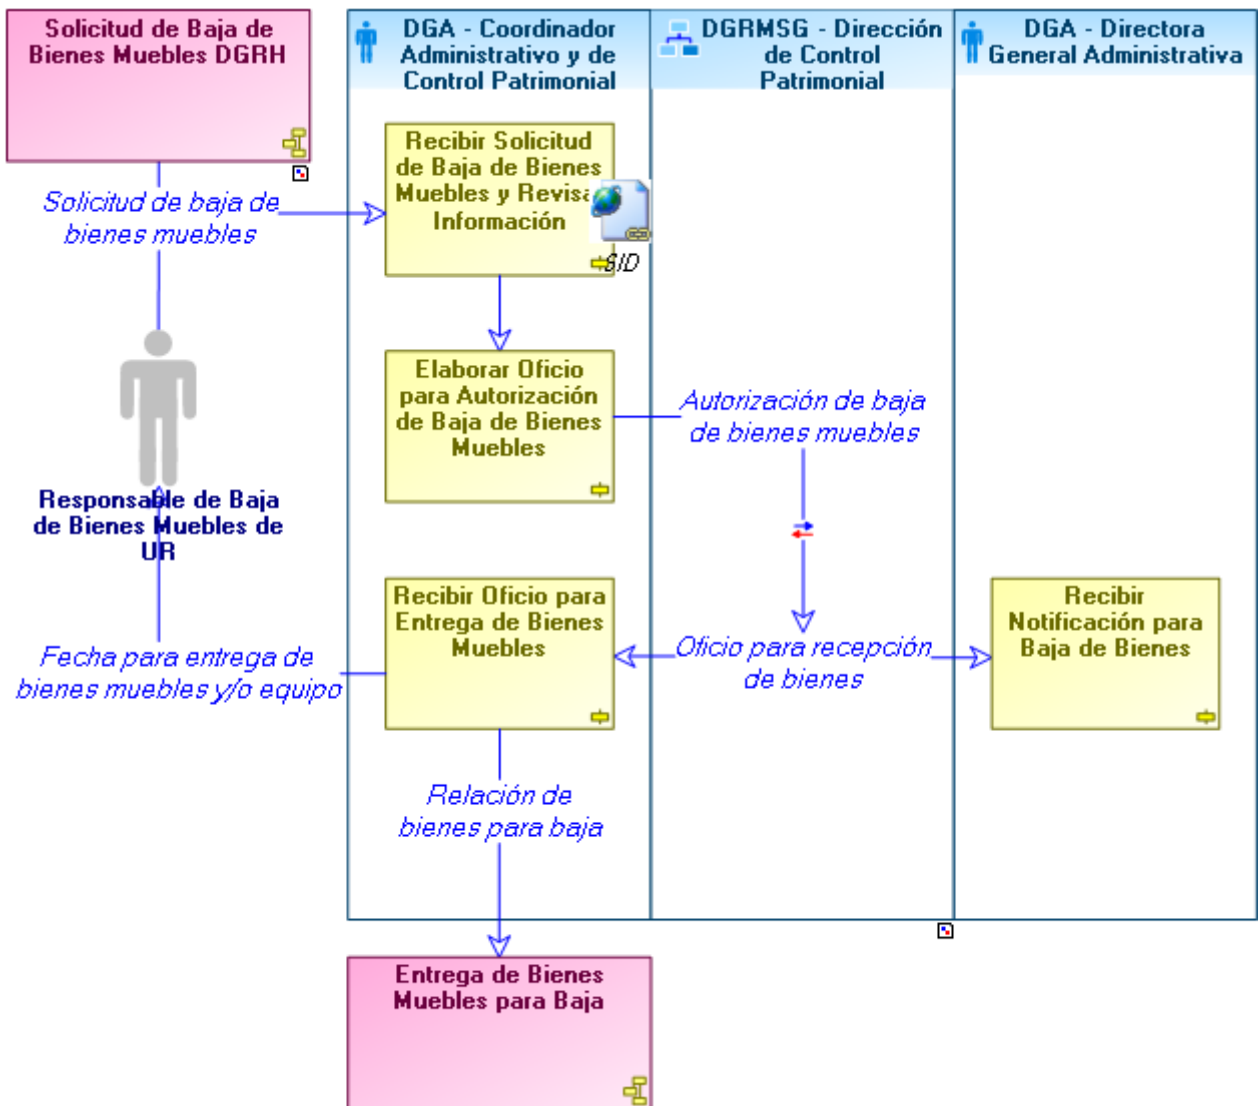 Solicitud de Baja de
Bienes Muebles DGRH
DGA - Coordinador
Administrativo y de
Control Patrimonial
DGRMSG - Dirección
de Control
Patrimonial
DGA - Directora
General Administrativa
Recibir Solicitud
de Baja de Bienes
Muebles y Revisa
Información
SID
Solicitud de baja de
bienes muebles
Elaborar Oficio
para Autorización
de Baja de Bienes
Muebles
Autorización de baja
de bienes muebles
Responsable de Baja
de Bienes Muebles de
UR
Recibir Oficio para
Entrega de Bienes
Muebles
Oficio para recepción
de bienes
Recibir
Notificación para
Baja de Bienes
Fecha para entrega de
bienes muebles y/o equipo
Relación de
bienes para baja
Entrega de Bienes
Muebles para Baja